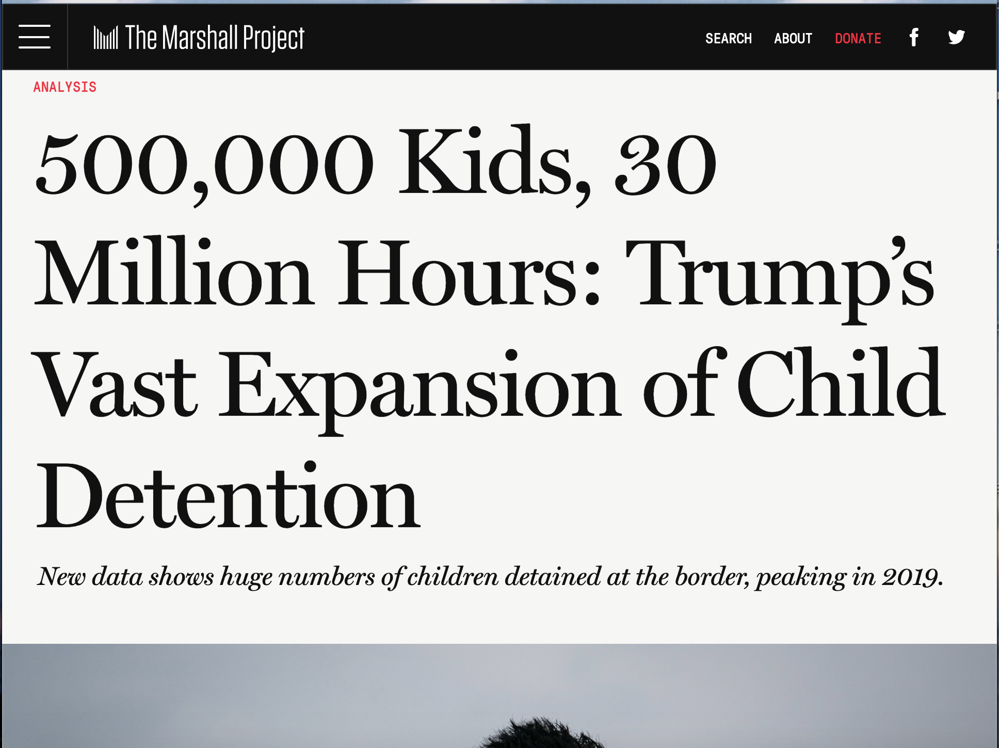 The Marshall Project
SEARCH ABOUT DONATE
ANALYSIS
500,000 Kids, 30
Million Hours: Trump’s
Vast Expansion of Child
Detention
New data shows huge numbers of children detained at the border, peaking in 2019.